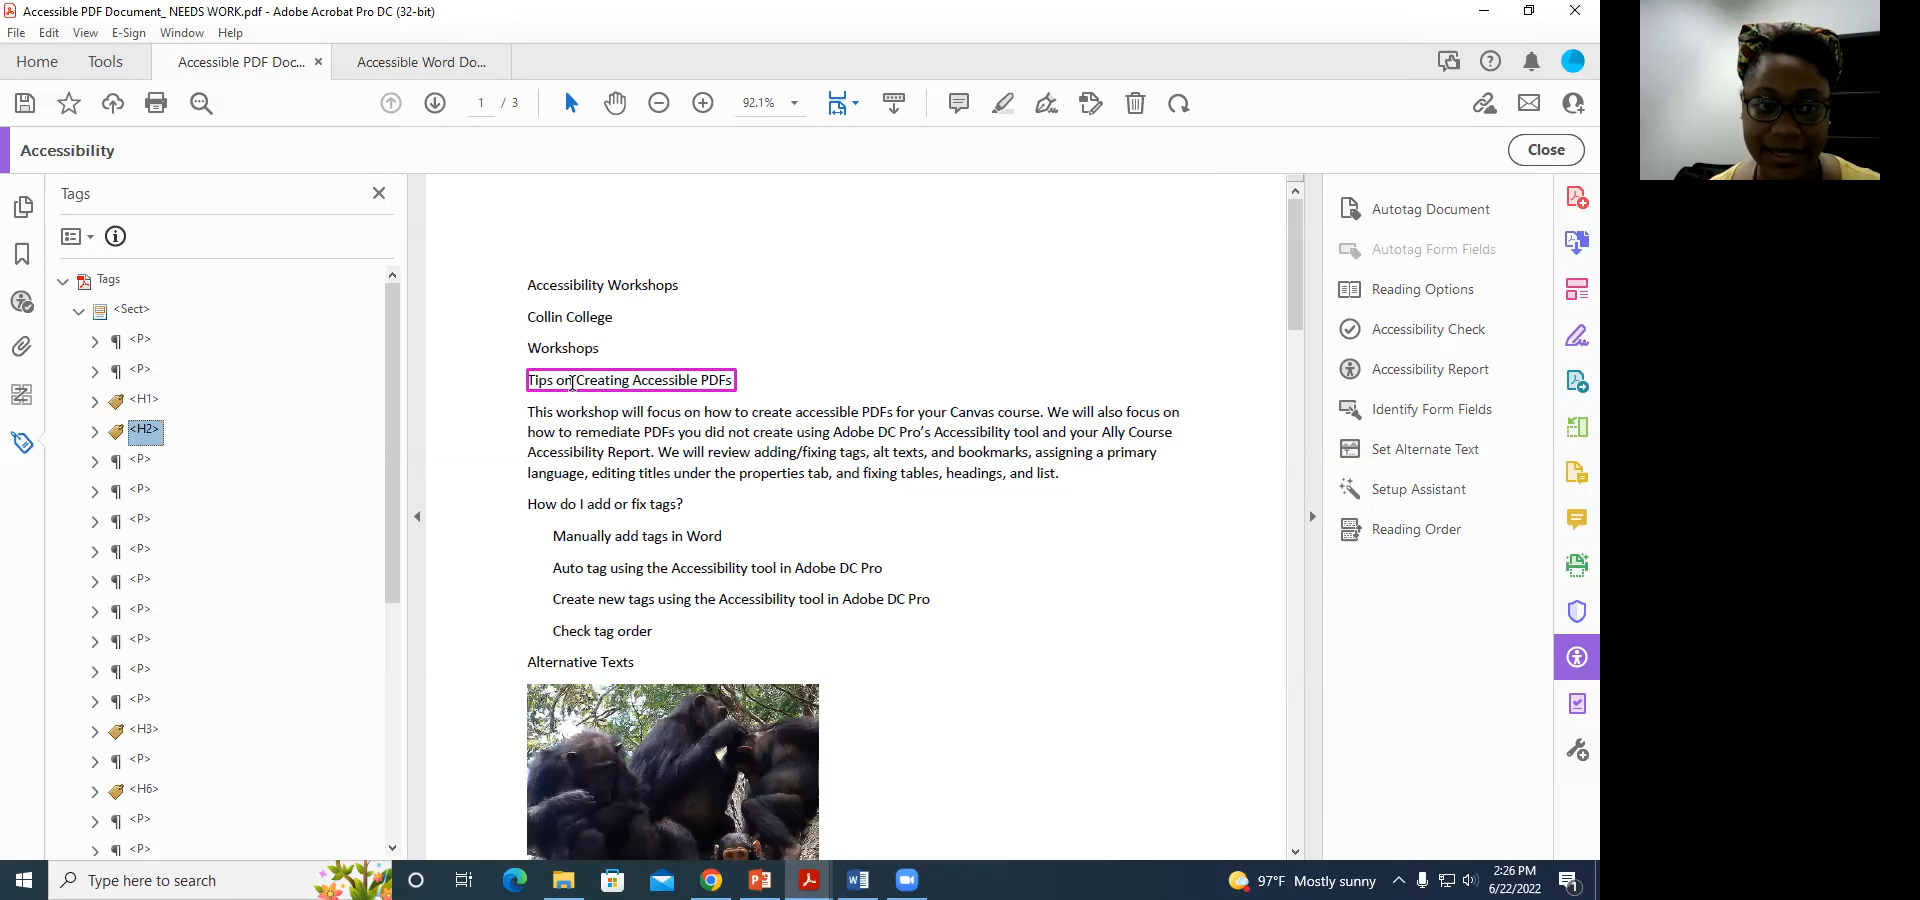 Accessible PDF Document_ NEEDS WORK.pdf - Adobe Acrobat Pro DC (32-bit)
File Edit View E-Sign Window Help
Home Tools Accessible PDF Doc... Accessible Word Do...
1 / 3 92.1%
Accessibility Close
Tags
Tags
<Sect>
<P>
<P>
<H1>
<H2>
<P>
<P>
<P>
<P>
<P>
<P>
<P>
<P>
<P>
<H3>
<P>
<H6>
<P>
<P>
Accessibility Workshops
Collin College
Workshops
Tips on Creating Accessible PDFs
This workshop will focus on how to create accessible PDFs for your Canvas course. We will also focus on
how to remediate PDFs you did not create using Adobe DC Pro’s Accessibility tool and your Ally Course
Accessibility Report. We will review adding/fixing tags, alt texts, and bookmarks, assigning a primary
language, editing titles under the properties tab, and fixing tables, headings, and list.
How do I add or fix tags?
Manually add tags in Word
Auto tag using the Accessibility tool in Adobe DC Pro
Create new tags using the Accessibility tool in Adobe DC Pro
Check tag order
Alternative Texts
Autotag Document
Autotag Form Fields
Reading Options
Accessibility Check
Accessibility Report
Identify Form Fields
Set Alternate Text
Setup Assistant
Reading Order
Type here to search
97°F Mostly sunny
2:26 PM
6/22/2022
1